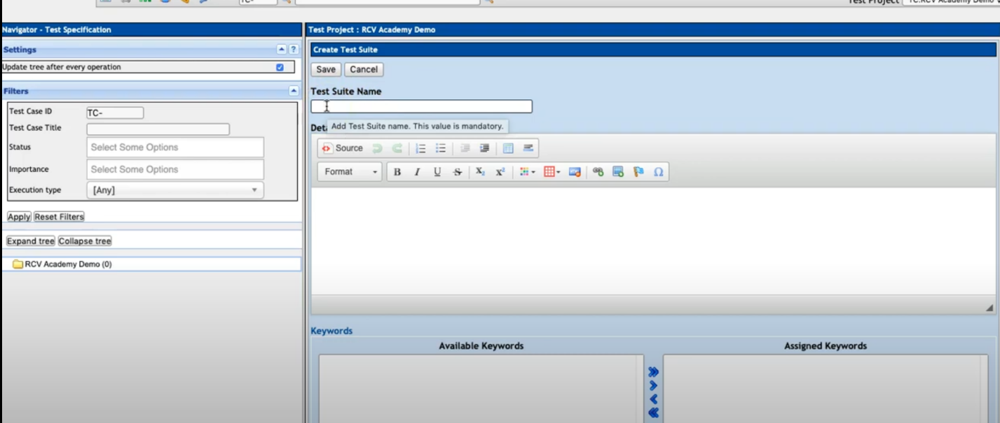 TC-
Test Project TC:RCV Academy Demo
Navigator - Test Specification
Settings
?
Update tree after every operation
Filters
Test Case ID TC-
Test Case Title
Status Select Some Options
Importance Select Some Options
Execution type [Any]
Apply Reset Filters
Expand tree Collapse tree
RCV Academy Demo (0)
Test Project : RCV Academy Demo
Create Test Suite
Save Cancel
Test Suite Name
Add Test Suite name. This value is mandatory.
Source
Format B I U S X₂ X² Ω
Keywords
Available Keywords Assigned Keywords